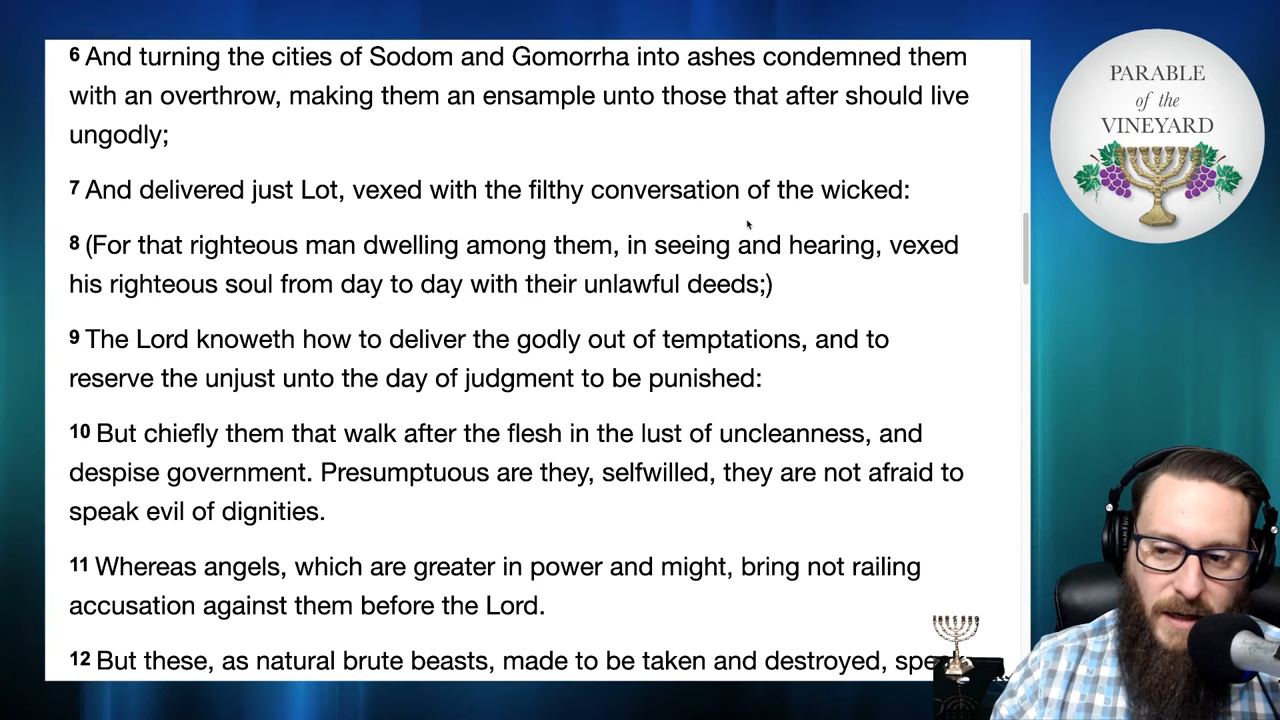 6 And turning the cities of Sodom and Gomorrha into ashes condemned them
with an overthrow, making them an ensample unto those that after should live
ungodly;
7 And delivered just Lot, vexed with the filthy conversation of the wicked:
8 (For that righteous man dwelling among them, in seeing and hearing, vexed
his righteous soul from day to day with their unlawful deeds;)
9 The Lord knoweth how to deliver the godly out of temptations, and to
reserve the unjust unto the day of judgment to be punished:
10 But chiefly them that walk after the flesh in the lust of uncleanness, and
despise government. Presumptuous are they, selfwilled, they are not afraid to
speak evil of dignities.
11 Whereas angels, which are greater in power and might, bring not railing
accusation against them before the Lord.
12 But these, as natural brute beasts, made to be taken and destroyed,
PARABLE
of the
VINEYARD